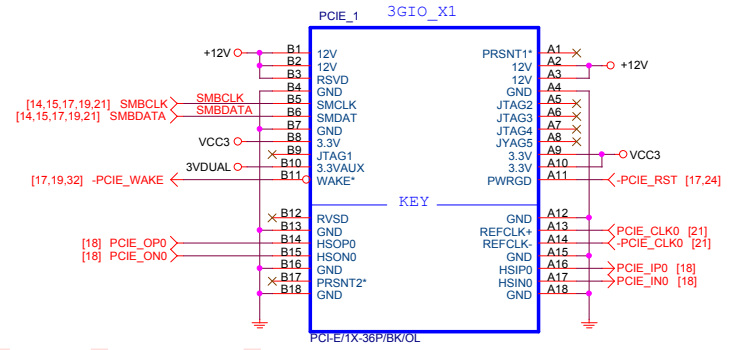 PCIE_1 3GIO_X1
+12V B1 12V PRSNT1* A1
B2 12V 12V A2 +12V
B3 RSVD 12V A3
B4 GND GND A4
[14,15,17,19,21] SMBCLK SMBCLK B5 SMCLK JTAG2 A5
[14,15,17,19,21] SMBDATA SMBDATA B6 SMDAT JTAG3 A6
B7 GND JTAG4 A7
VCC3 B8 3.3V JYAG5 A8
B9 JTAG1 3.3V A9 VCC3
3VDUAL B10 3.3VAUX 3.3V A10
[17,19,32] -PCIE_WAKE B11 WAKE* PWRGD A11 -PCIE_RST [17,24]
KEY
B12 RVSD GND A12
B13 GND REFCLK+ A13 PCIE_CLK0 [21]
[18] PCIE_OP0 B14 HSOP0 REFCLK- A14 -PCIE_CLK0 [21]
[18] PCIE_ON0 B15 HSON0 GND A15
B16 GND HSIP0 A16 PCIE_IP0 [18]
B17 PRSNT2* HSIN0 A17 PCIE_IN0 [18]
B18 GND GND A18
PCI-E/1X-36P/BK/OL